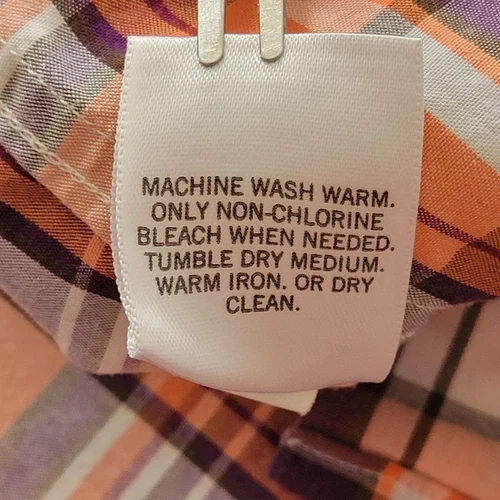 MACHINE WASH WARM.
ONLY NON-CHLORINE
BLEACH WHEN NEEDED.
TUMBLE DRY MEDIUM.
WARM IRON. OR DRY
CLEAN.